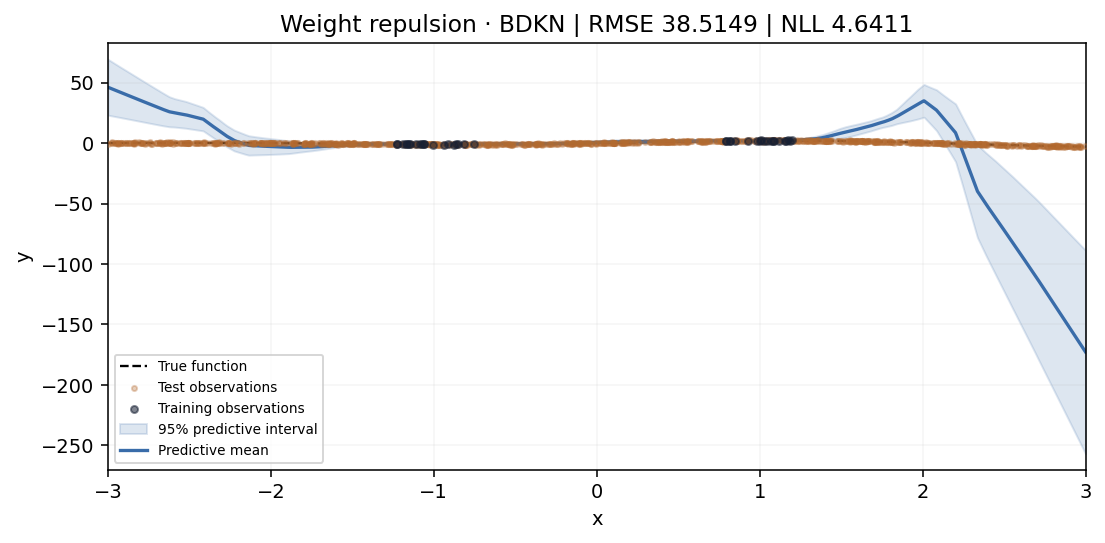 Weight repulsion · BDKN | RMSE 38.5149 | NLL 4.6411
50
0
−50
−100
−150
−200
−250
y
True function
Test observations
Training observations
95% predictive interval
Predictive mean
−3
−2
−1
0
1
2
3
x